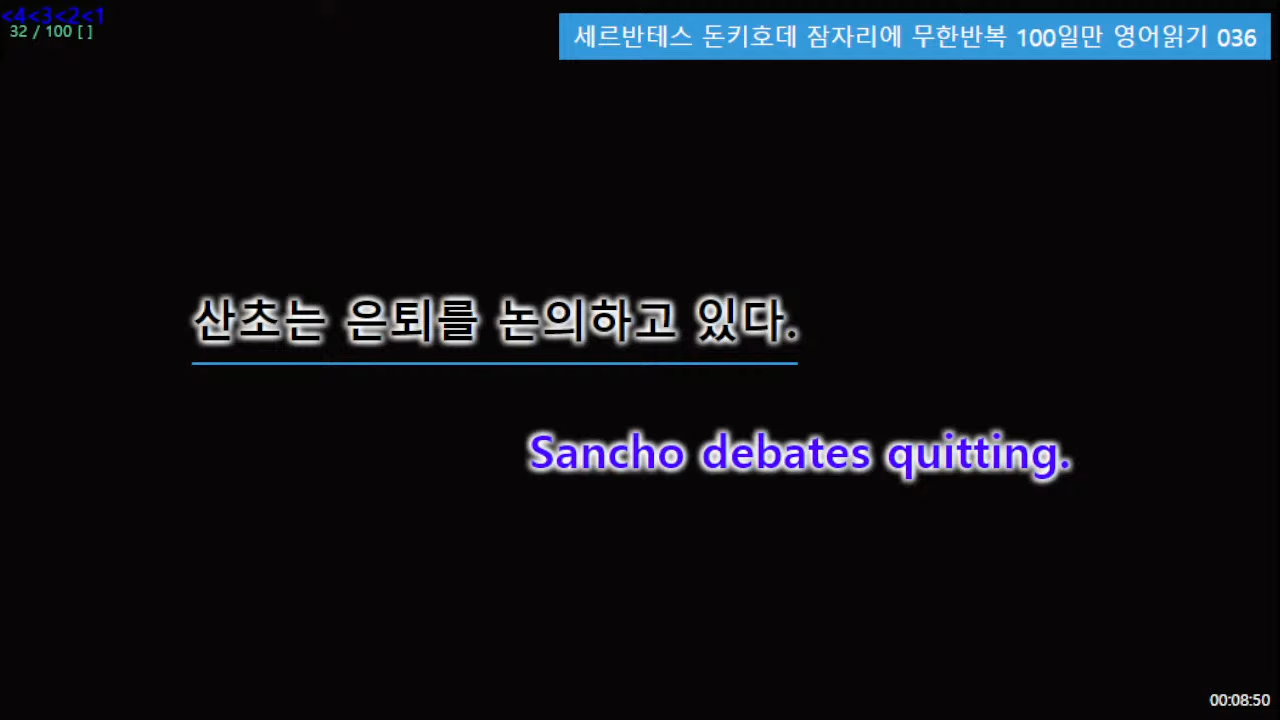 <4<3<2<1
32 / 100 [ ]
세르반테스 돈키호데 잠자리에 무한반복 100일만 영어읽기 036
산초는 은퇴를 논의하고 있다.
Sancho debates quitting.
00:08:50